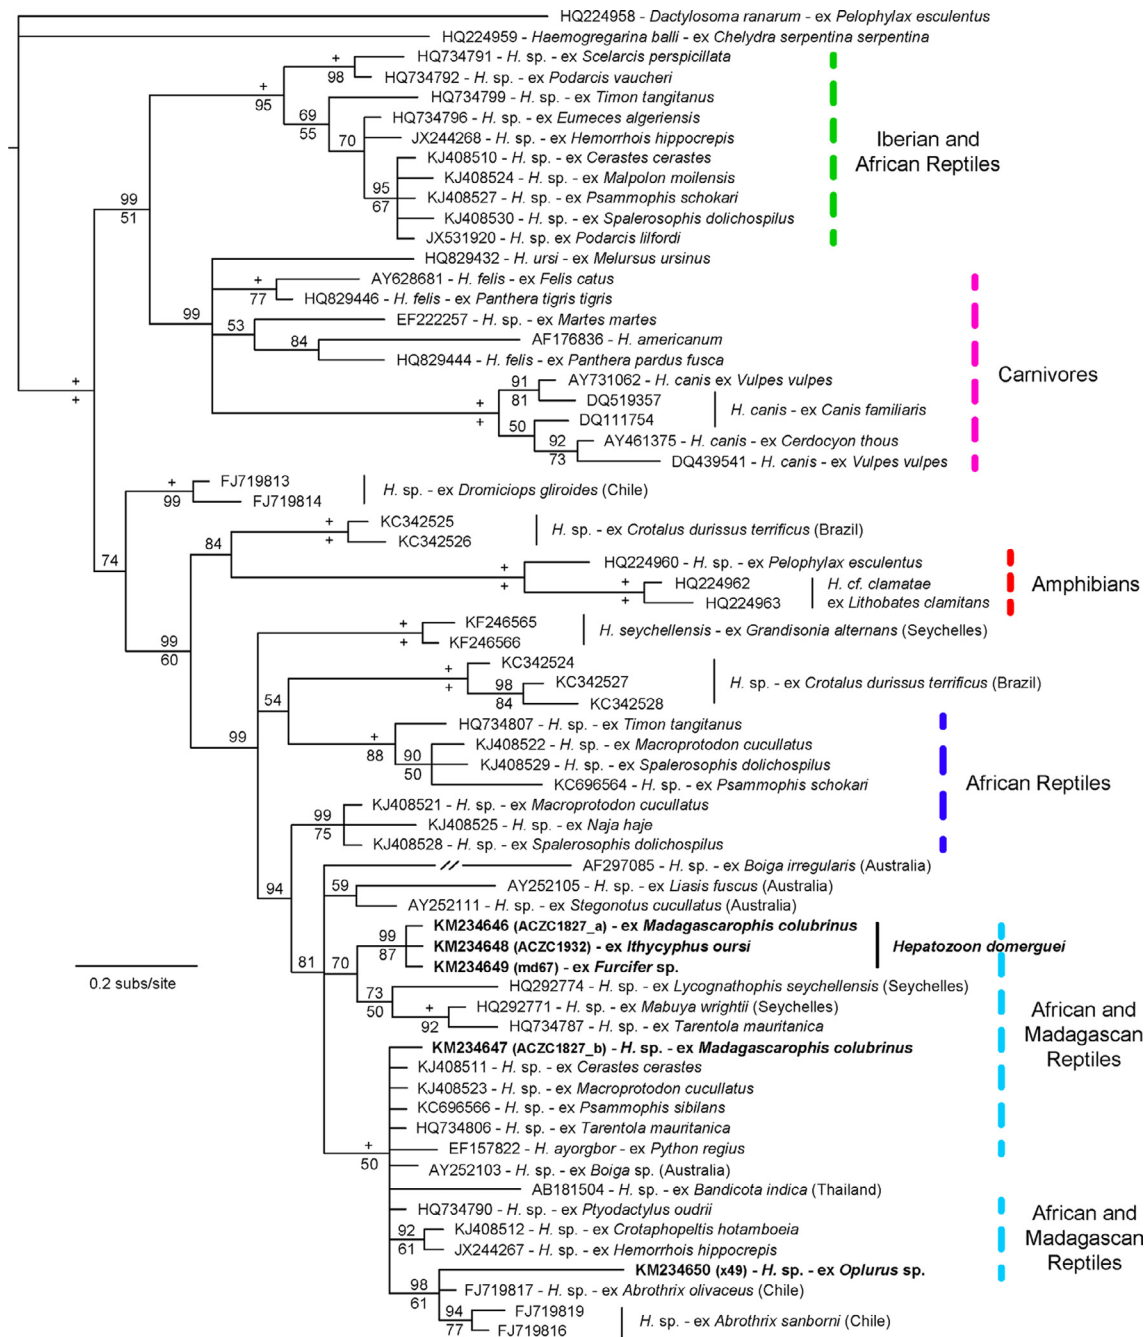 HQ224958 - Dactylosoma ranarum - ex Pelophylax esculentus
HQ224959 - Haemogregarina balli - ex Chelydra serpentina serpentina
+
98
HQ734791 - H. sp. - ex Scelarcis perspicillata
HQ734792 - H. sp. - ex Podarcis vaucheri
+
95
HQ734799 - H. sp. - ex Timon tangitanus
69
55
HQ734796 - H. sp. - ex Eumeces algeriensis
70
JX244268 - H. sp. - ex Hemorrhois hippocrepis
KJ408510 - H. sp. - ex Cerastes cerastes
KJ408524 - H. sp. - ex Malpolon moilensis
95
67
KJ408527 - H. sp. - ex Psammophis schokari
KJ408530 - H. sp. - ex Spalerosophis dolichospilus
JX531920 - H. sp. ex Podarcis lilfordi
Iberian and
African Reptiles
99
51
HQ829432 - H. ursi - ex Melursus ursinus
+
77
AY628681 - H. felis - ex Felis catus
HQ829446 - H. felis - ex Panthera tigris tigris
99
53
EF222257 - H. sp. - ex Martes martes
84
AF176836 - H. americanum
HQ829444 - H. felis - ex Panthera pardus fusca
Carnivores
+
+
91
81
AY731062 - H. canis ex Vulpes vulpes
DQ519357
DQ111754
H. canis - ex Canis familiaris
50
92
73
AY461375 - H. canis - ex Cerdocyon thous
DQ439541 - H. canis - ex Vulpes vulpes
+
+
+
99
FJ719813
FJ719814
H. sp. - ex Dromiciops gliroides (Chile)
74
84
+
+
KC342525
KC342526
H. sp. - ex Crotalus durissus terrificus (Brazil)
+
+
HQ224960 - H. sp. - ex Pelophylax esculentus
+
+
HQ224962
HQ224963
H. cf. clamatae
ex Lithobates clamitans
Amphibians
99
60
+
+
KF246565
KF246566
H. seychellensis - ex Grandisonia alternans (Seychelles)
+
+
KC342524
98
84
KC342527
KC342528
H. sp. - ex Crotalus durissus terrificus (Brazil)
54
99
+
88
HQ734807 - H. sp. - ex Timon tangitanus
90
50
KJ408522 - H. sp. - ex Macroprotodon cucullatus
KJ408529 - H. sp. - ex Spalerosophis dolichospilus
KC696564 - H. sp. - ex Psammophis schokari
African Reptiles
99
75
KJ408521 - H. sp. - ex Macroprotodon cucullatus
KJ408525 - H. sp. - ex Naja haje
KJ408528 - H. sp. - ex Spalerosophis dolichospilus
94
AF297085 - H. sp. - ex Boiga irregularis (Australia)
59
AY252105 - H. sp. - ex Liasis fuscus (Australia)
AY252111 - H. sp. - ex Stegonotus cucullatus (Australia)
99
87
KM234646 (ACZC1827_a) - ex Madagascarophis colubrinus
KM234648 (ACZC1932) - ex Ithycyphus oursi
KM234649 (md67) - ex Furcifer sp.
Hepatozoon domerguei
81
70
0.2 subs/site
73
50
HQ292774 - H. sp. - ex Lycognathophis seychellensis (Seychelles)
+
92
HQ292771 - H. sp. - ex Mabuya wrightii (Seychelles)
HQ734787 - H. sp. - ex Tarentola mauritanica
African and
Madagascan
Reptiles
KM234647 (ACZC1827_b) - H. sp. - ex Madagascarophis colubrinus
KJ408511 - H. sp. - ex Cerastes cerastes
KJ408523 - H. sp. - ex Macroprotodon cucullatus
KC696566 - H. sp. - ex Psammophis sibilans
HQ734806 - H. sp. - ex Tarentola mauritanica
+
50
EF157822 - H. ayorgbor - ex Python regius
AY252103 - H. sp. - ex Boiga sp. (Australia)
AB181504 - H. sp. - ex Bandicota indica (Thailand)
HQ734790 - H. sp. - ex Ptyodactylus oudrii
92
61
KJ408512 - H. sp. - ex Crotaphopeltis hotamboeia
JX244267 - H. sp. - ex Hemorrhois hippocrepis
African and
Madagascan
Reptiles
98
61
KM234650 (x49) - H. sp. - ex Oplurus sp.
FJ719817 - H. sp. - ex Abrothrix olivaceus (Chile)
94
77
FJ719819
FJ719816
H. sp. - ex Abrothrix sanborni (Chile)